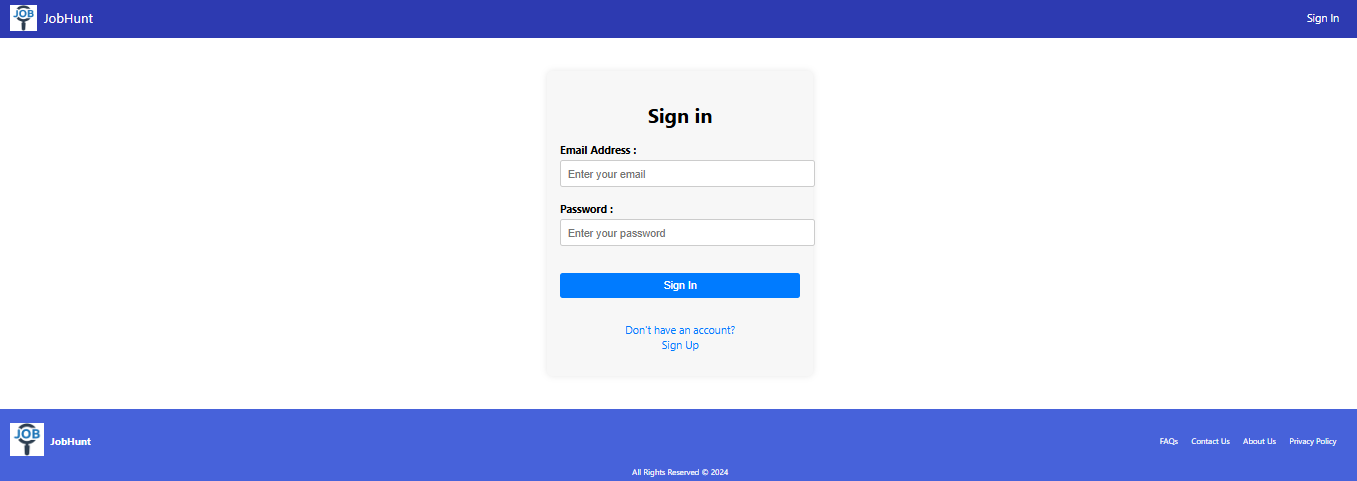 JOB JobHunt Sign In
Sign in
Email Address :
Enter your email
Password :
Enter your password
Sign In
Don't have an account?
Sign Up
JOB JobHunt FAQs Contact Us About Us Privacy Policy
All Rights Reserved © 2024